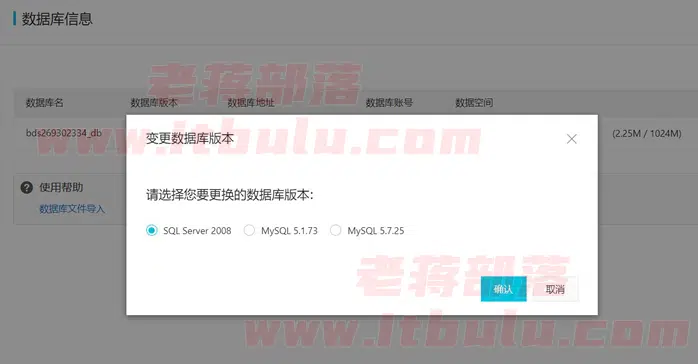 数据库信息
老蒋部落
数据库名 数据库版本 数据库地址 数据库账号 数据空间
bds269302334_db (2.25M / 1024M)
www.itbulu.com
变更数据库版本
使用帮助
数据库文件导入
请选择您要更换的数据库版本:
SQL Server 2008 MySQL 5.1.73 MySQL 5.7.25
老蒋部落
确认 取消
www.itbulu.com